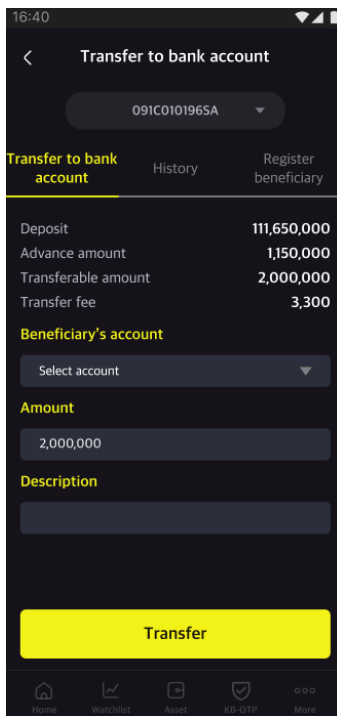 16:40
Transfer to bank account
091C010196SA
Transfer to bank account
History
Register beneficiary
Deposit 111,650,000
Advance amount 1,150,000
Transferable amount 2,000,000
Transfer fee 3,300
Beneficiary's account
Select account
Amount
2,000,000
Description
Transfer
Home Watchlist Asset KB-OTP More